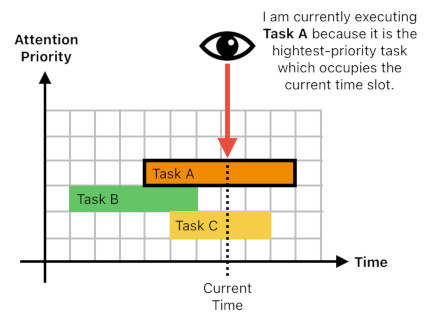 I am currently executing
Task A because it is the
highest-priority task
which occupies the
current time slot.
Attention
Priority
Task A
Task B
Task C
Time
Current
Time